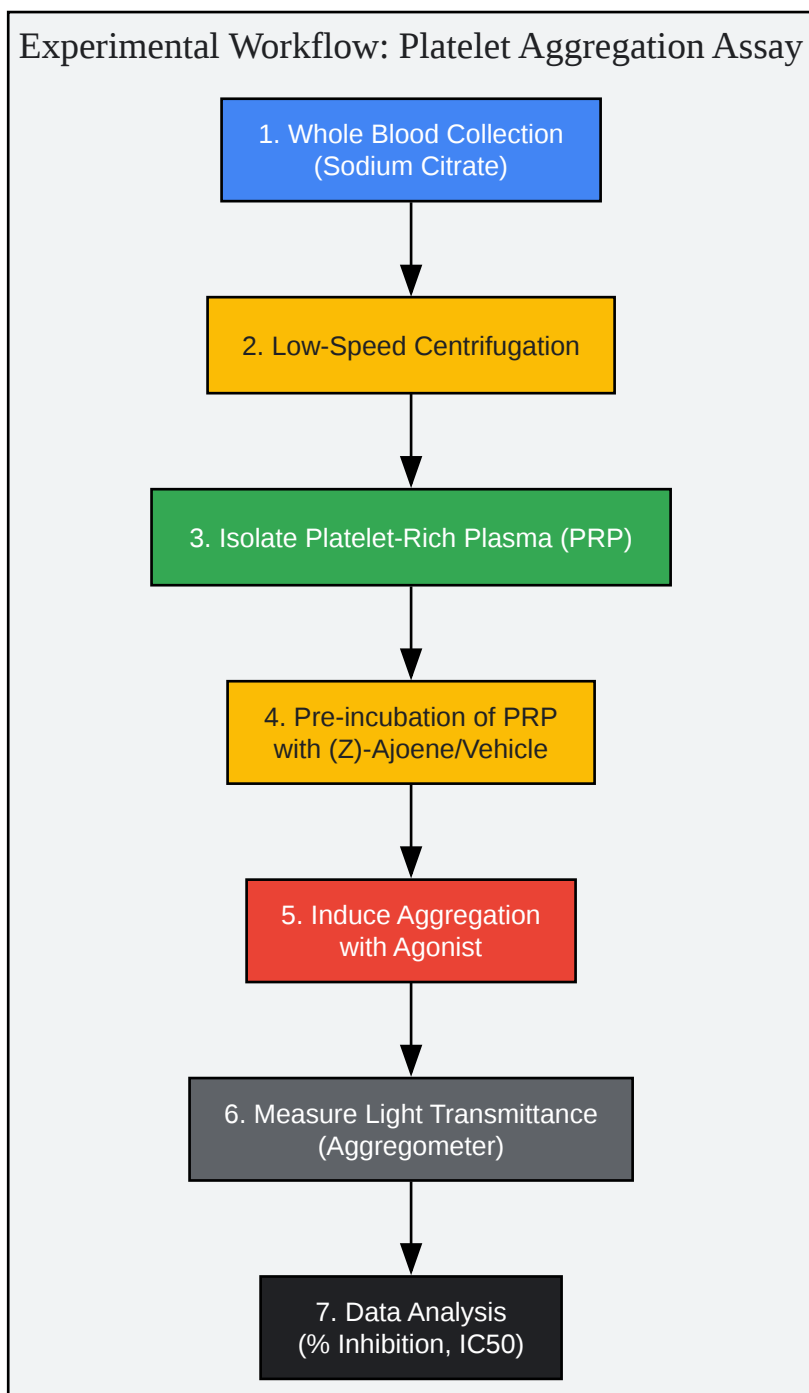 Experimental Workflow: Platelet Aggregation Assay
1. Whole Blood Collection
(Sodium Citrate)
2. Low-Speed Centrifugation
3. Isolate Platelet-Rich Plasma (PRP)
4. Pre-incubation of PRP
with (Z)-Ajoene/Vehicle
5. Induce Aggregation
with Agonist
6. Measure Light Transmittance
(Aggregometer)
7. Data Analysis
(% Inhibition, IC50)